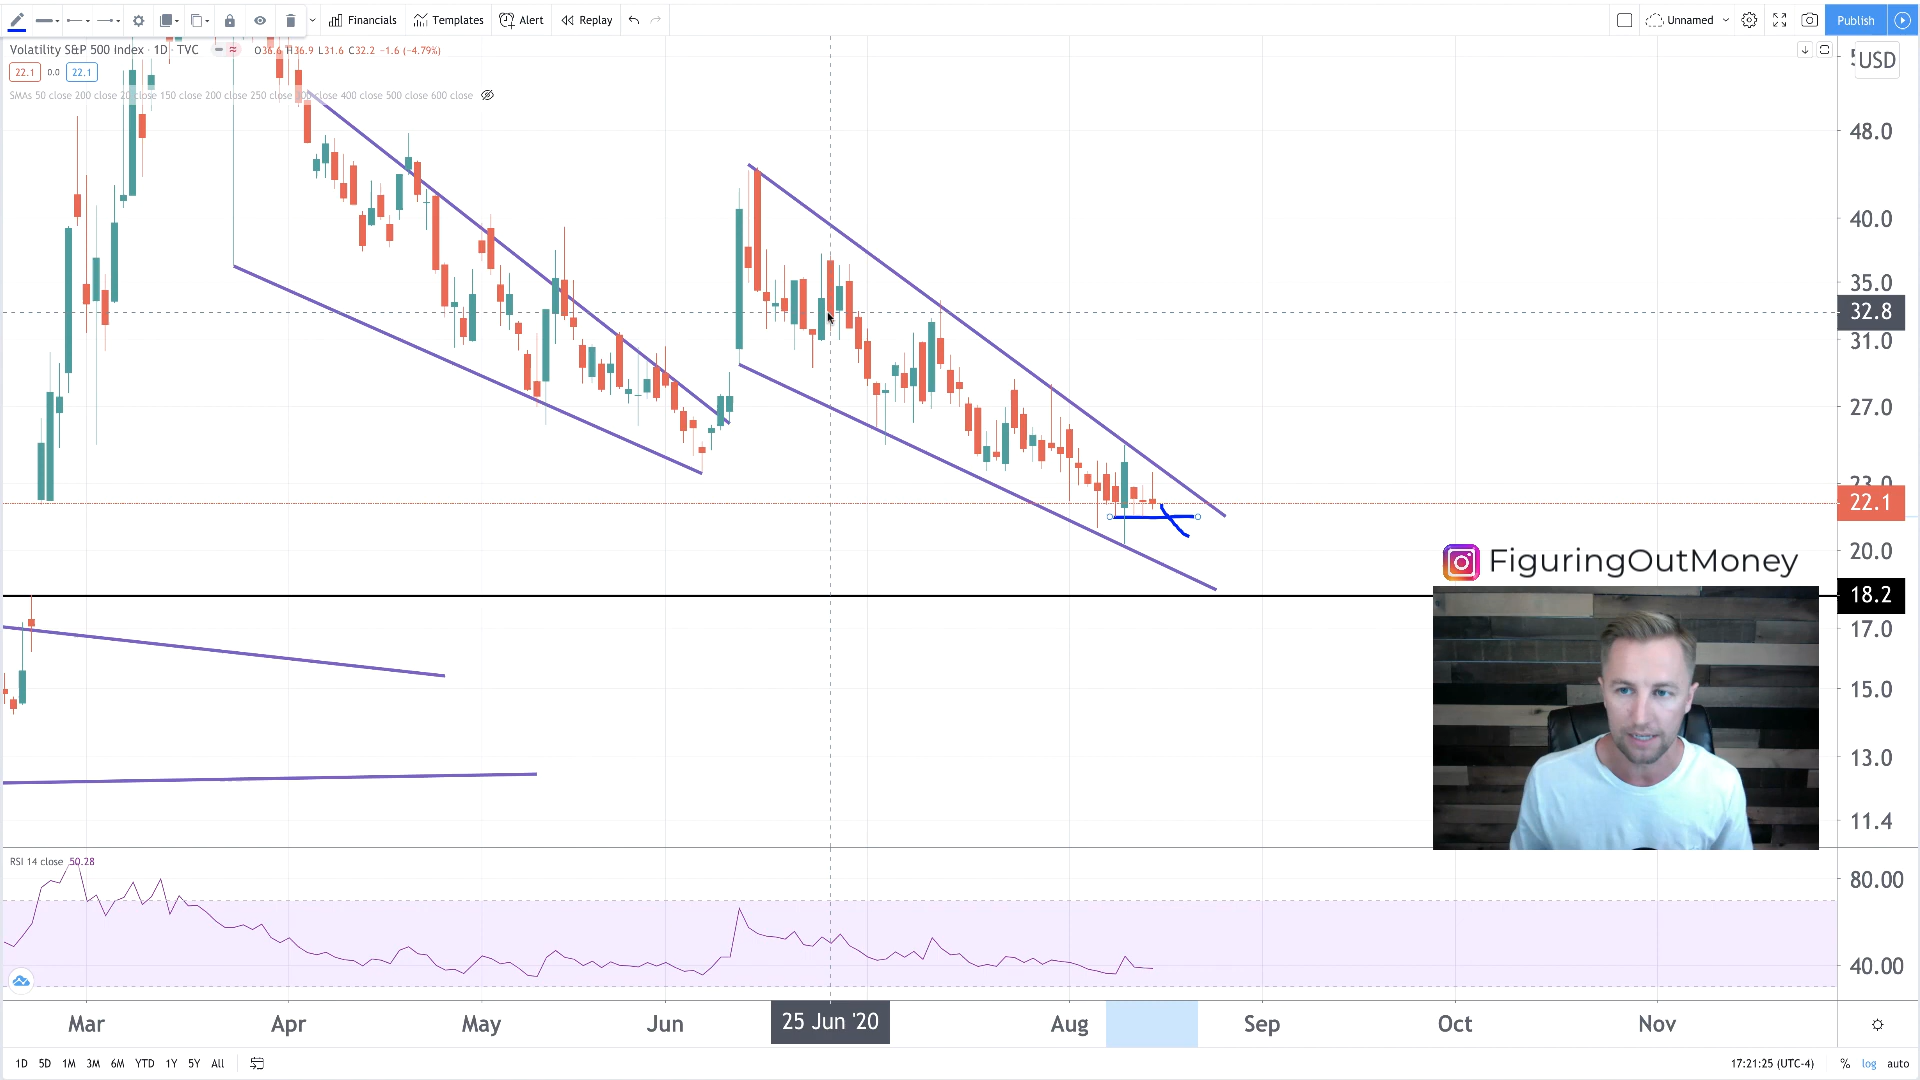 Financials Templates Alert Replay Unnamed Publish
Volatility S&P 500 Index · 1D · TVC O36.6 H36.9 L31.6 C32.2 −1.6 (−4.79%)
22.1 0.0 22.1
SMAs 50 close 200 close 20 close 150 close 200 close 250 close 300 close 400 close 500 close 600 close
USD
48.0
40.0
35.0
32.8
31.0
27.0
23.0
22.1
20.0
FiguringOutMoney
18.2
17.0
15.0
13.0
11.4
RSI 14 close 50.28
80.00
40.00
Mar Apr May Jun 25 Jun '20 Aug Sep Oct Nov
1D 5D 1M 3M 6M YTD 1Y 5Y All 17:21:25 (UTC-4) % log auto